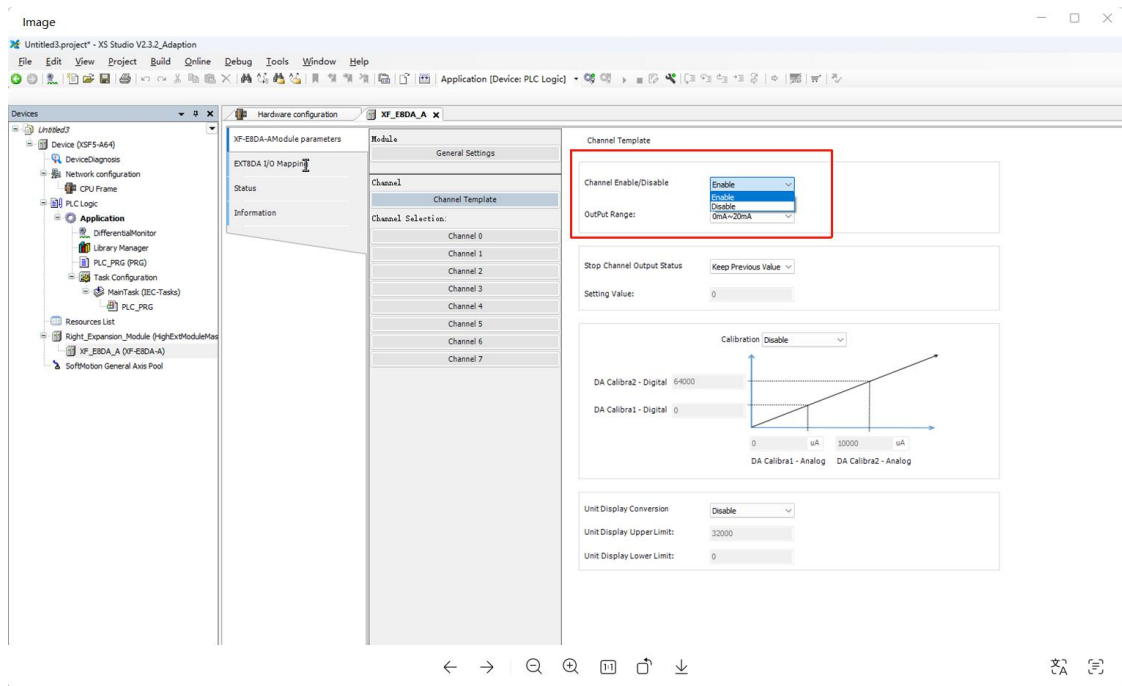 Image
Untitled3.project* - XS Studio V2.3.2_Adaption
File Edit View Project Build Online Debug Tools Window Help
Application [Device: PLC Logic]
Devices
Hardware configuration
XF_E8DA_A
Untitled3
Device (XSF5-A64)
DeviceDiagnosis
Network configuration
CPU Frame
PLC Logic
Application
DifferentialMonitor
Library Manager
PLC_PRG (PRG)
Task Configuration
MainTask (IEC-Tasks)
PLC_PRG
Resources List
Right_Expansion_Module (HighExtModuleMas
XF_E8DA_A (XF-E8DA-A)
SoftMotion General Axis Pool
XF-E8DA-AModule parameters
EXT8DA I/O Mapping
Status
Information
Module
General Settings
Channel
Channel Template
Channel Selection:
Channel 0
Channel 1
Channel 2
Channel 3
Channel 4
Channel 5
Channel 6
Channel 7
Channel Template
Channel Enable/Disable Enable
Enable
Disable
OutPut Range: 0mA~20mA
Stop Channel Output Status Keep Previous Value
Setting Value: 0
Calibration Disable
DA Calibra2 - Digital 64000
DA Calibra1 - Digital 0
0 uA 10000 uA
DA Calibra1 - Analog DA Calibra2 - Analog
Unit Display Conversion Disable
Unit Display UpperLimit: 32000
Unit Display Lower Limit: 0
1:1